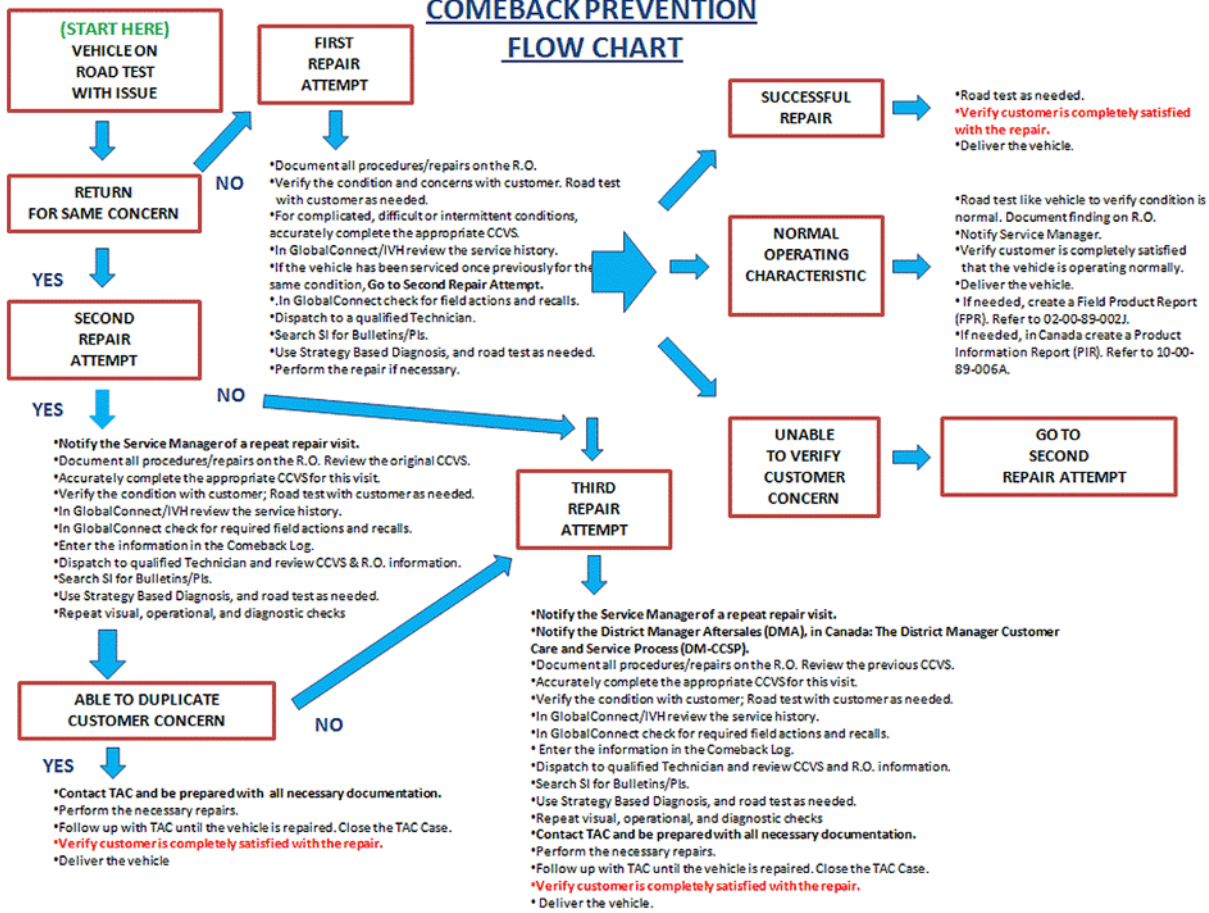 COMEBACK PREVENTION
FLOW CHART
(START HERE)
VEHICLE ON
ROAD TEST
WITH ISSUE
FIRST
REPAIR
ATTEMPT
NO
RETURN
FOR SAME CONCERN
YES
•Document all procedures/repairs on the R.O.
•Verify the condition and concerns with customer. Road test
with customer as needed.
•For complicated, difficult or intermittent conditions,
accurately complete the appropriate CCVS.
•In GlobalConnect/IVH review the service history.
•If the vehicle has been serviced once previously for the
same condition, Go to Second Repair Attempt.
•.In GlobalConnect check for field actions and recalls.
•Dispatch to a qualified Technician.
•Search SI for Bulletins/PIs.
•Use Strategy Based Diagnosis, and road test as needed.
•Perform the repair if necessary.
SUCCESSFUL
REPAIR
•Road test as needed.
•Verify customer is completely satisfied
with the repair.
•Deliver the vehicle.
NORMAL
OPERATING
CHARACTERISTIC
•Road test like vehicle to verify condition is
normal. Document finding on R.O.
•Notify Service Manager.
•Verify customer is completely satisfied
that the vehicle is operating normally.
•Deliver the vehicle.
• If needed, create a Field Product Report
(FPR). Refer to 02-00-89-002J.
•If needed, in Canada create a Product
Information Report (PIR). Refer to 10-00-
89-006A.
UNABLE
TO VERIFY
CUSTOMER
CONCERN
GO TO
SECOND
REPAIR ATTEMPT
SECOND
REPAIR
ATTEMPT
NO
YES
•Notify the Service Manager of a repeat repair visit.
•Document all procedures/repairs on the R.O. Review the original CCVS.
•Accurately complete the appropriate CCVS for this visit.
•Verify the condition with customer; Road test with customer as needed.
•In GlobalConnect/IVH review the service history.
•In GlobalConnect check for required field actions and recalls.
•Enter the information in the Comeback Log.
•Dispatch to qualified Technician and review CCVS & R.O. information.
•Search SI for Bulletins/PIs.
•Use Strategy Based Diagnosis, and road test as needed.
•Repeat visual, operational, and diagnostic checks
ABLE TO DUPLICATE
CUSTOMER CONCERN
NO
YES
•Contact TAC and be prepared with all necessary documentation.
•Perform the necessary repairs.
•Follow up with TAC until the vehicle is repaired. Close the TAC Case.
•Verify customer is completely satisfied with the repair.
•Deliver the vehicle
THIRD
REPAIR
ATTEMPT
•Notify the Service Manager of a repeat repair visit.
•Notify the District Manager Aftersales (DMA), in Canada: The District Manager Customer
Care and Service Process (DM-CCSP).
•Document all procedures/repairs on the R.O. Review the previous CCVS.
•Accurately complete the appropriate CCVS for this visit.
•Verify the condition with customer; Road test with customer as needed.
•In GlobalConnect/IVH review the service history.
•In GlobalConnect check for required field actions and recalls.
• Enter the information in the Comeback Log.
•Dispatch to qualified Technician and review CCVS and R.O. information.
•Search SI for Bulletins/PIs.
•Use Strategy Based Diagnosis, and road test as needed.
•Repeat visual, operational, and diagnostic checks
•Contact TAC and be prepared with all necessary documentation.
•Perform the necessary repairs.
•Follow up with TAC until the vehicle is repaired. Close the TAC Case.
•Verify customer is completely satisfied with the repair.
• Deliver the vehicle.